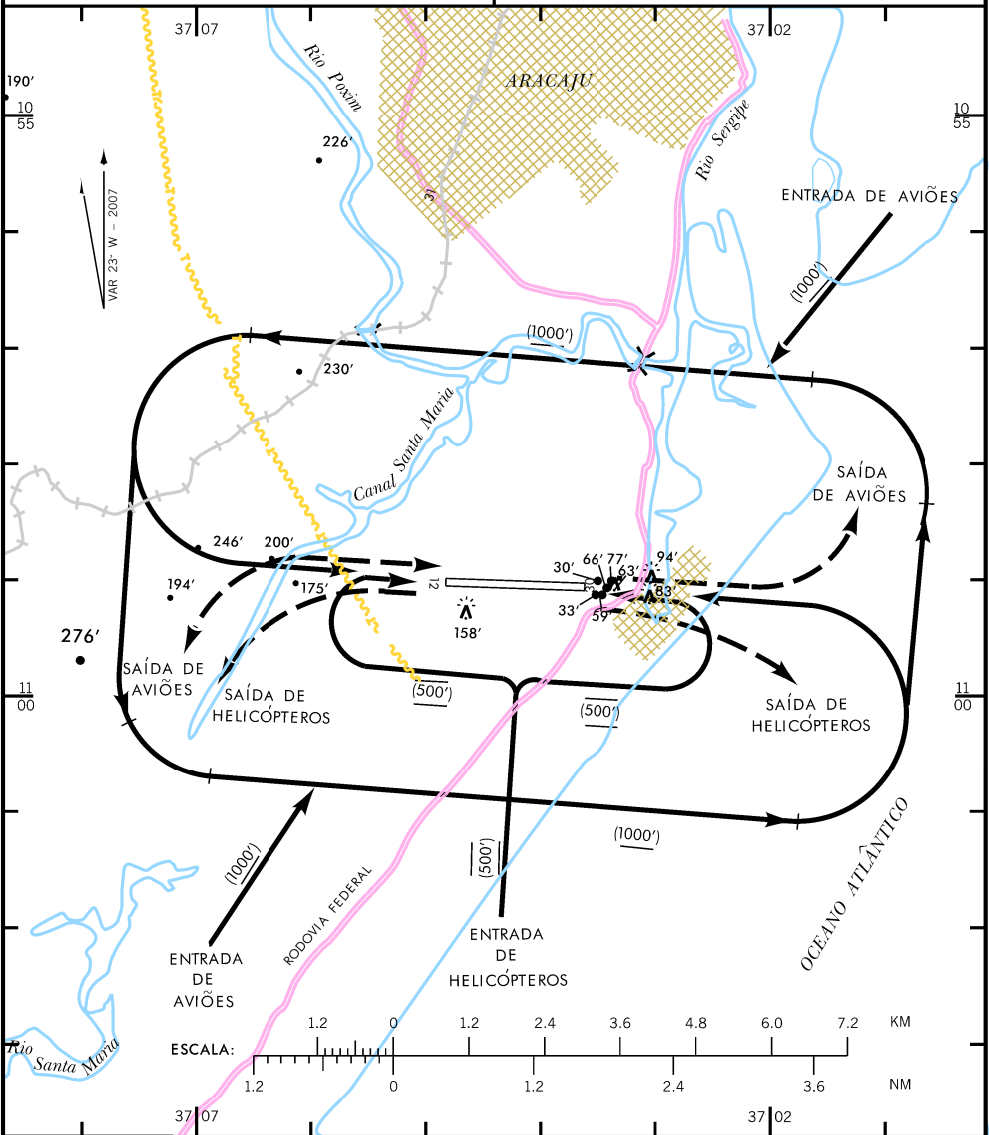 37 07
37 02
190'
10
55
10
55
Rio Poxim
ARACAJU
226'
31
Rio Sergipe
ENTRADA DE AVIÕES
(1000')
VAR 23° W – 2007
(1000')
230'
Canal Santa Maria
SAÍDA
DE AVIÕES
246'
200'
194'
175'
12
30'
66'
77'
63'
94'
83'
33'
59'
158'
276'
SAÍDA DE
AVIÕES
SAÍDA DE
HELICÓPTEROS
(500')
(500')
SAÍDA DE
HELICÓPTEROS
11
00
11
00
(1000')
(500')
(1000')
OCEANO ATLÂNTICO
RODOVIA FEDERAL
ENTRADA
DE
AVIÕES
ENTRADA
DE
HELICÓPTEROS
Rio
Santa Maria
ESCALA:
1.2 0 1.2 2.4 3.6 4.8 6.0 7.2 KM
1.2 0 1.2 2.4 3.6 NM
37 07
37 02